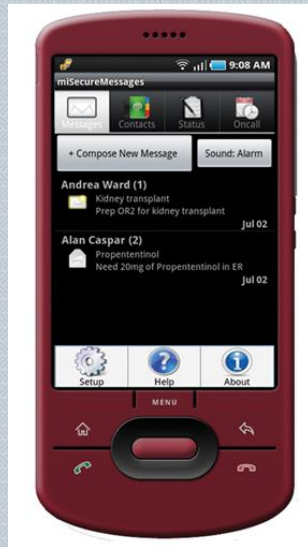 9:08 AM
miSecureMessages
Messages Contacts Status Oncall
+ Compose New Message Sound: Alarm
Andrea Ward (1)
Kidney transplant
Prep OR2 for kidney transplant
Jul 02
Alan Caspar (2)
Propententinol
Need 20mg of Propententinol in ER
Jul 02
Setup Help About
MENU